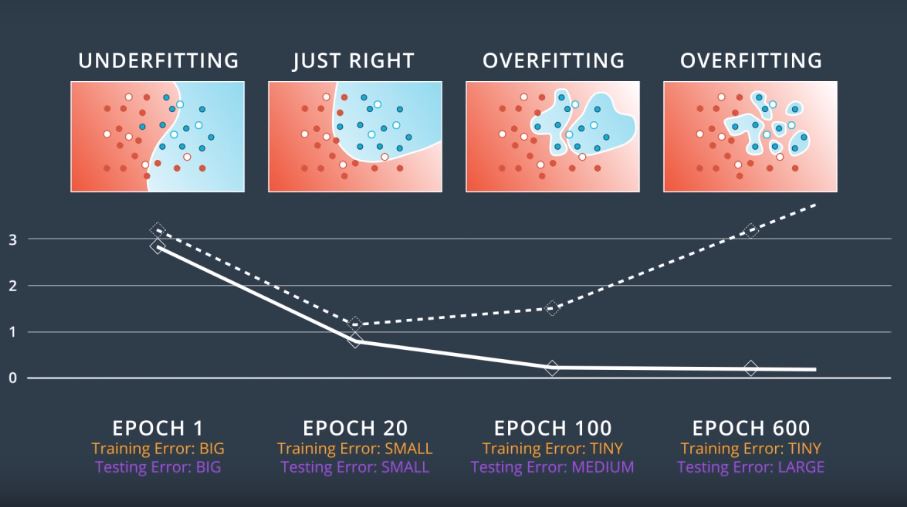 UNDERFITTING
JUST RIGHT
OVERFITTING
OVERFITTING
3
2
1
0
EPOCH 1
Training Error: BIG
Testing Error: BIG
EPOCH 20
Training Error: SMALL
Testing Error: SMALL
EPOCH 100
Training Error: TINY
Testing Error: MEDIUM
EPOCH 600
Training Error: TINY
Testing Error: LARGE